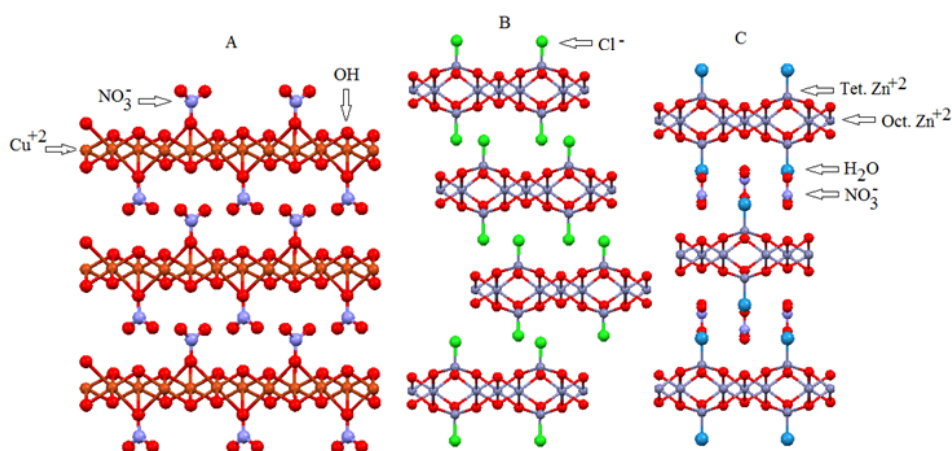 A
B
C
NO3^-
OH
Cu^+2
Cl^-
Tet. Zn^+2
Oct. Zn^+2
H2O
NO3^-